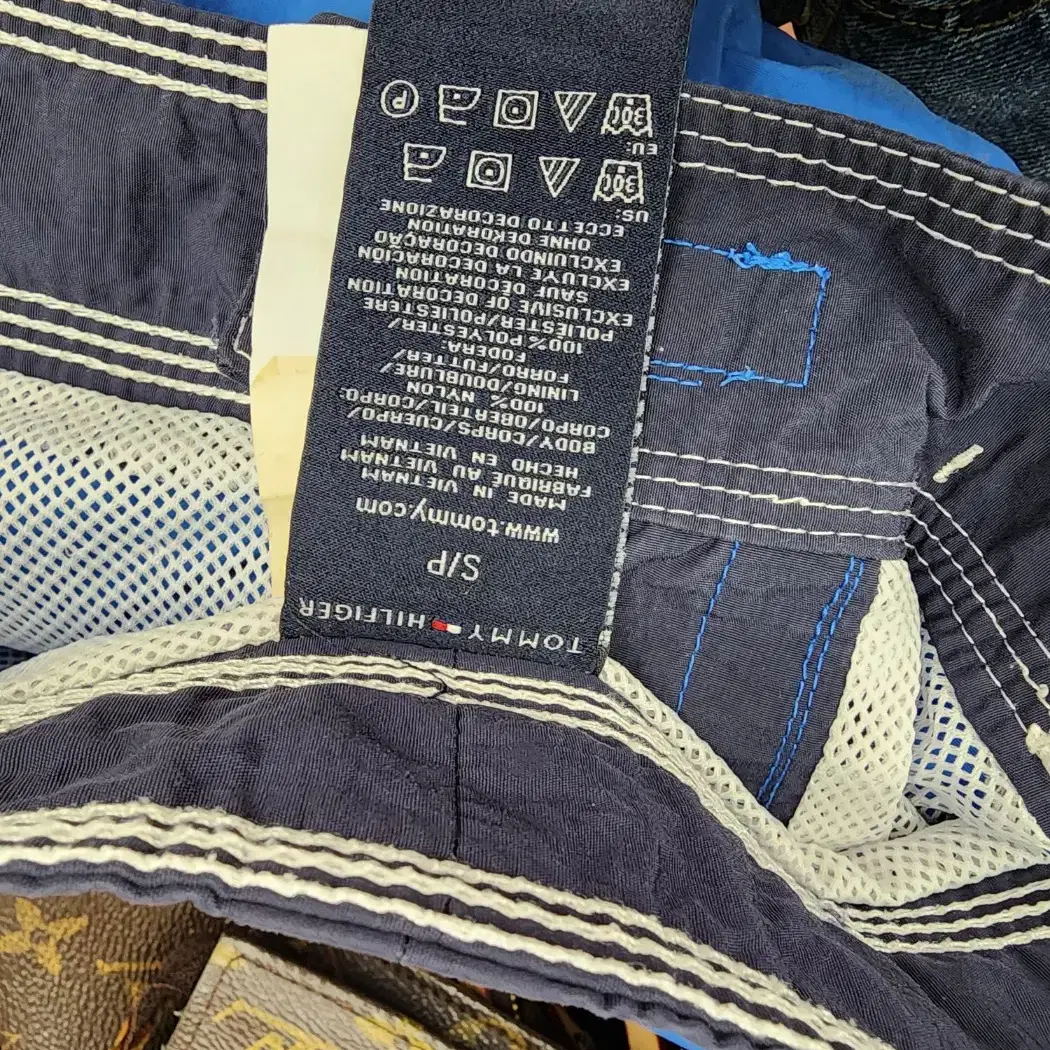 TOMMY HILFIGER
S/P
www.tommy.com
MADE IN VIETNAM
FABRIQUE AU VIETNAM
HECHO EN VIETNAM
BODY/CORPS/CUERPO/
CORPO/OBERTEIL/CORPO:
100% NYLON
LINING/DOUBLURE/
FORRO/FUTTER/
FODERA:
100% POLYESTER/
POLIÉSTER/POLIESTERE
EXCLUSIVE OF DECORATION
SAUF DÉCORATION
EXCLUYE LA DECORACIÓN
EXCLUINDO DECORAÇÃO
OHNE DEKORATION
ECCETTO DECORAZIONE
US:
30C
EU:
30C P